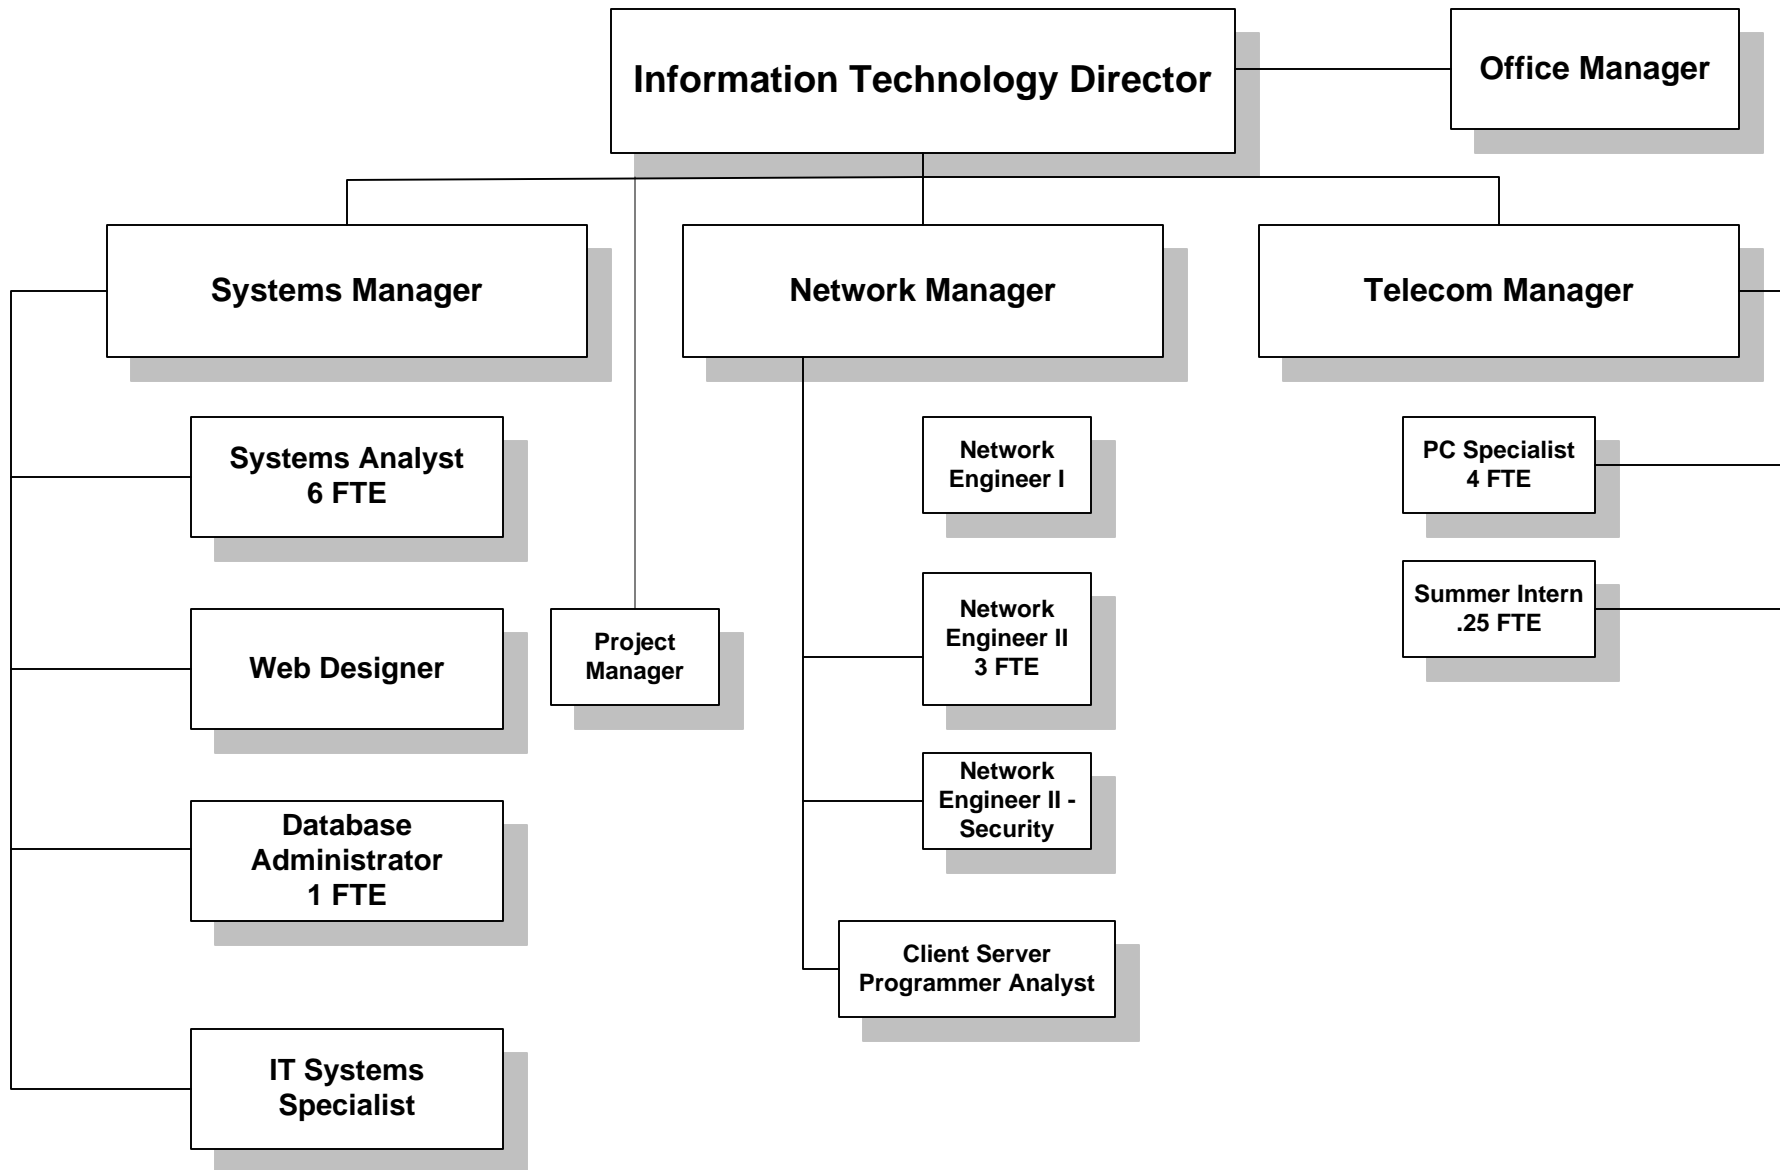 Information Technology Director
Office Manager
Systems Manager
Network Manager
Telecom Manager
Systems Analyst
6 FTE
Network
Engineer I
PC Specialist
4 FTE
Summer Intern
.25 FTE
Web Designer
Project
Manager
Network
Engineer II
3 FTE
Network
Engineer II -
Security
Database
Administrator
1 FTE
Client Server
Programmer Analyst
IT Systems
Specialist